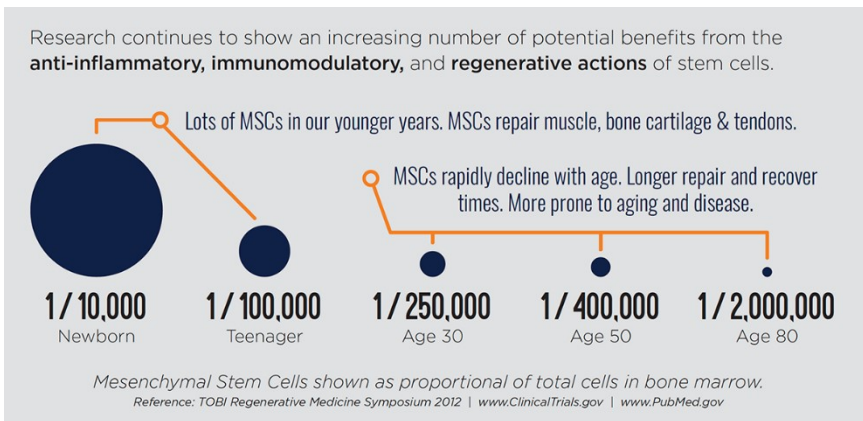 Research continues to show an increasing number of potential benefits from the
anti-inflammatory, immunomodulatory, and regenerative actions of stem cells.
Lots of MSCs in our younger years. MSCs repair muscle, bone cartilage & tendons.
MSCs rapidly decline with age. Longer repair and recover
times. More prone to aging and disease.
1/10,000 1/100,000 1/250,000 1/400,000 1/2,000,000
Newborn Teenager Age 30 Age 50 Age 80
Mesenchymal Stem Cells shown as proportional of total cells in bone marrow.
Reference: TOBI Regenerative Medicine Symposium 2012 | www.ClinicalTrials.gov | www.PubMed.gov